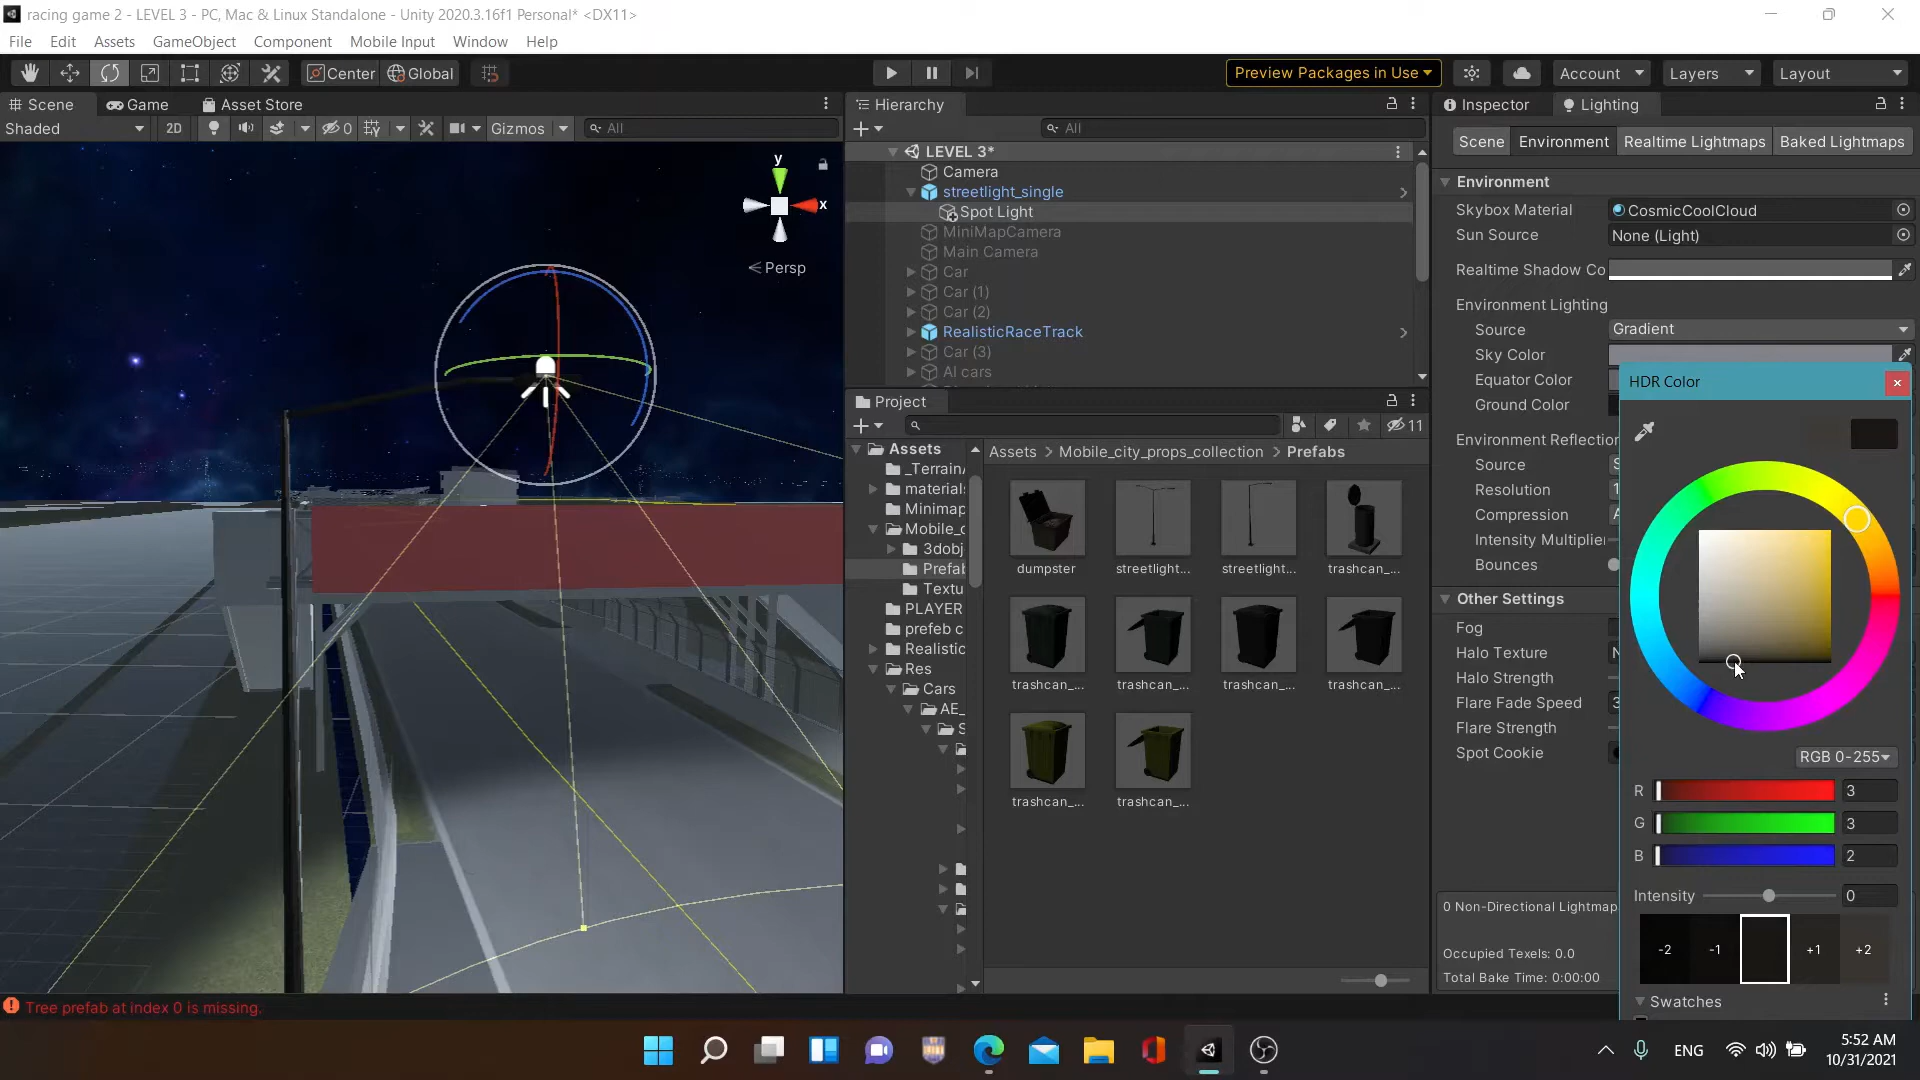 racing game 2 - LEVEL 3 - PC, Mac & Linux Standalone - Unity 2020.3.16f1 Personal* <DX11>
File Edit Assets GameObject Component Mobile Input Window Help
Center Global Preview Packages in Use Account Layers Layout
Scene Game Asset Store
Shaded 2D 0 Gizmos All
y
x
Persp
Hierarchy
All
LEVEL 3*
Camera
streetlight_single
Spot Light
MiniMapCamera
Main Camera
Car
Car (1)
Car (2)
RealisticRaceTrack
Car (3)
AI cars
Project
11
Assets
_Terrain
material
Minimap
Mobile_c
3dobj
Prefab
Textu
PLAYER
prefeb c
Realistic
Res
Cars
AE_
S
Assets > Mobile_city_props_collection > Prefabs
dumpster streetlight... streetlight... trashcan_...
trashcan_... trashcan_... trashcan_... trashcan_...
trashcan_... trashcan_...
Inspector Lighting
Scene Environment Realtime Lightmaps Baked Lightmaps
Environment
Skybox Material CosmicCoolCloud
Sun Source None (Light)
Realtime Shadow Co
Environment Lighting
Source Gradient
Sky Color
Equator Color
Ground Color
Environment Reflection
Source S
Resolution 1
Compression A
Intensity Multiplier
Bounces
Other Settings
Fog
Halo Texture N
Halo Strength
Flare Fade Speed 3
Flare Strength
Spot Cookie
0 Non-Directional Lightmap
Occupied Texels: 0.0
Total Bake Time: 0:00:00
HDR Color
RGB 0-255
R 3
G 3
B 2
Intensity 0
-2 -1 +1 +2
Swatches
Tree prefab at index 0 is missing.
ENG
5:52 AM
10/31/2021